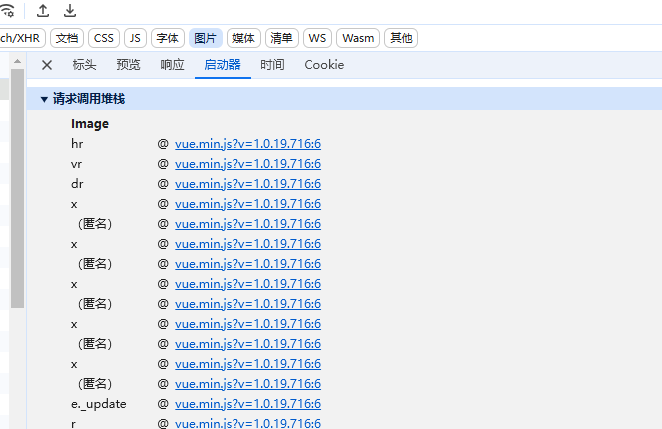 ch/XHR 文档 CSS JS 字体 图片 媒体 清单 WS Wasm 其他
标头 预览 响应 启动器 时间 Cookie
请求调用堆栈
Image
hr @ vue.min.js?v=1.0.19.716:6
vr @ vue.min.js?v=1.0.19.716:6
dr @ vue.min.js?v=1.0.19.716:6
x @ vue.min.js?v=1.0.19.716:6
(匿名) @ vue.min.js?v=1.0.19.716:6
x @ vue.min.js?v=1.0.19.716:6
(匿名) @ vue.min.js?v=1.0.19.716:6
x @ vue.min.js?v=1.0.19.716:6
(匿名) @ vue.min.js?v=1.0.19.716:6
x @ vue.min.js?v=1.0.19.716:6
(匿名) @ vue.min.js?v=1.0.19.716:6
x @ vue.min.js?v=1.0.19.716:6
(匿名) @ vue.min.js?v=1.0.19.716:6
e._update @ vue.min.js?v=1.0.19.716:6
r @ vue.min.js?v=1.0.19.716:6